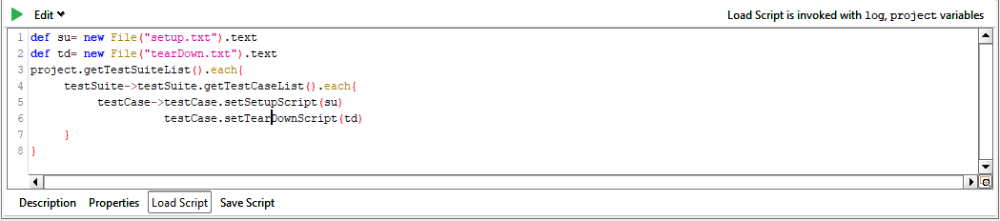 Edit Load Script is invoked with log, project variables
1 def su= new File("setup.txt").text
2 def td= new File("tearDown.txt").text
3 project.getTestSuiteList().each{
4 testSuite->testSuite.getTestCaseList().each{
5 testCase->testCase.setSetupScript(su)
6 testCase.setTearDownScript(td)
7 }
8 }
Description Properties Load Script Save Script